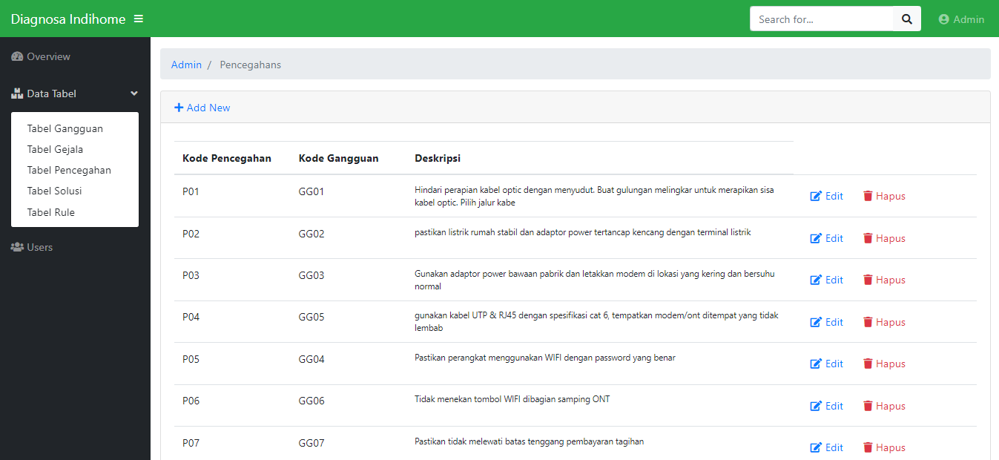 Diagnosa Indihome
Search for...
Admin
Overview
Data Tabel
Tabel Gangguan
Tabel Gejala
Tabel Pencegahan
Tabel Solusi
Tabel Rule
Users
Admin / Pencegahans
Add New
Kode Pencegahan Kode Gangguan Deskripsi
P01 GG01 Hindari perapian kabel optic dengan menyudut. Buat gulungan melingkar untuk merapikan sisa
kabel optic. Pilih jalur kabe
Edit Hapus
P02 GG02 pastikan listrik rumah stabil dan adaptor power tertancap kencang dengan terminal listrik
Edit Hapus
P03 GG03 Gunakan adaptor power bawaan pabrik dan letakkan modem di lokasi yang kering dan bersuhu
normal
Edit Hapus
P04 GG05 gunakan kabel UTP & RJ45 dengan spesifikasi cat 6, tempatkan modem/ont ditempat yang tidak
lembab
Edit Hapus
P05 GG04 Pastikan perangkat menggunakan WIFI dengan password yang benar
Edit Hapus
P06 GG06 Tidak menekan tombol WIFI dibagian samping ONT
Edit Hapus
P07 GG07 Pastikan tidak melewati batas tenggang pembayaran tagihan
Edit Hapus